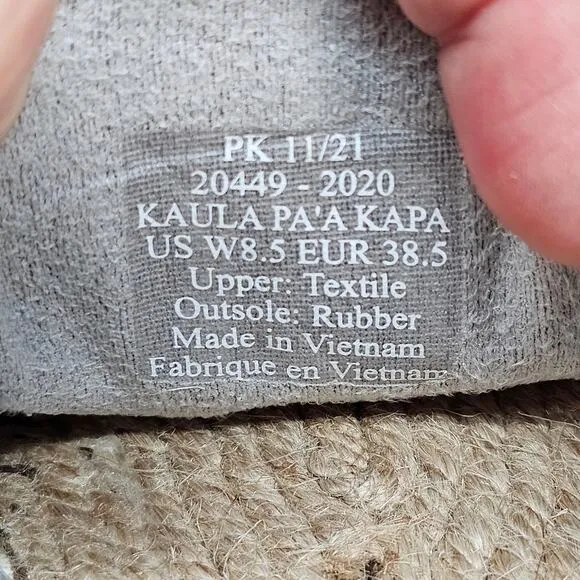 PK 11/21
20449 - 2020
KAULA PA'A KAPA
US W8.5 EUR 38.5
Upper: Textile
Outsole: Rubber
Made in Vietnam
Fabrique en Vietnam